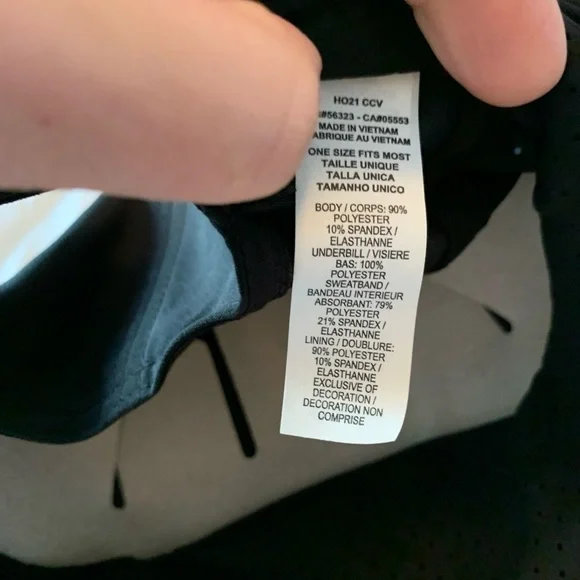 HO21 CCV
#56323 - CA#05553
MADE IN VIETNAM
ABRIQUE AU VIETNAM
ONE SIZE FITS MOST
TAILLE UNIQUE
TALLA UNICA
TAMANHO UNICO
BODY / CORPS: 90%
POLYESTER
10% SPANDEX /
ELASTHANNE
UNDERBILL / VISIERE
BAS: 100%
POLYESTER
SWEATBAND /
BANDEAU INTERIEUR
ABSORBANT: 79%
POLYESTER
21% SPANDEX /
ELASTHANNE
LINING / DOUBLURE:
90% POLYESTER
10% SPANDEX /
ELASTHANNE
EXCLUSIVE OF
DECORATION /
DECORATION NON
COMPRISE